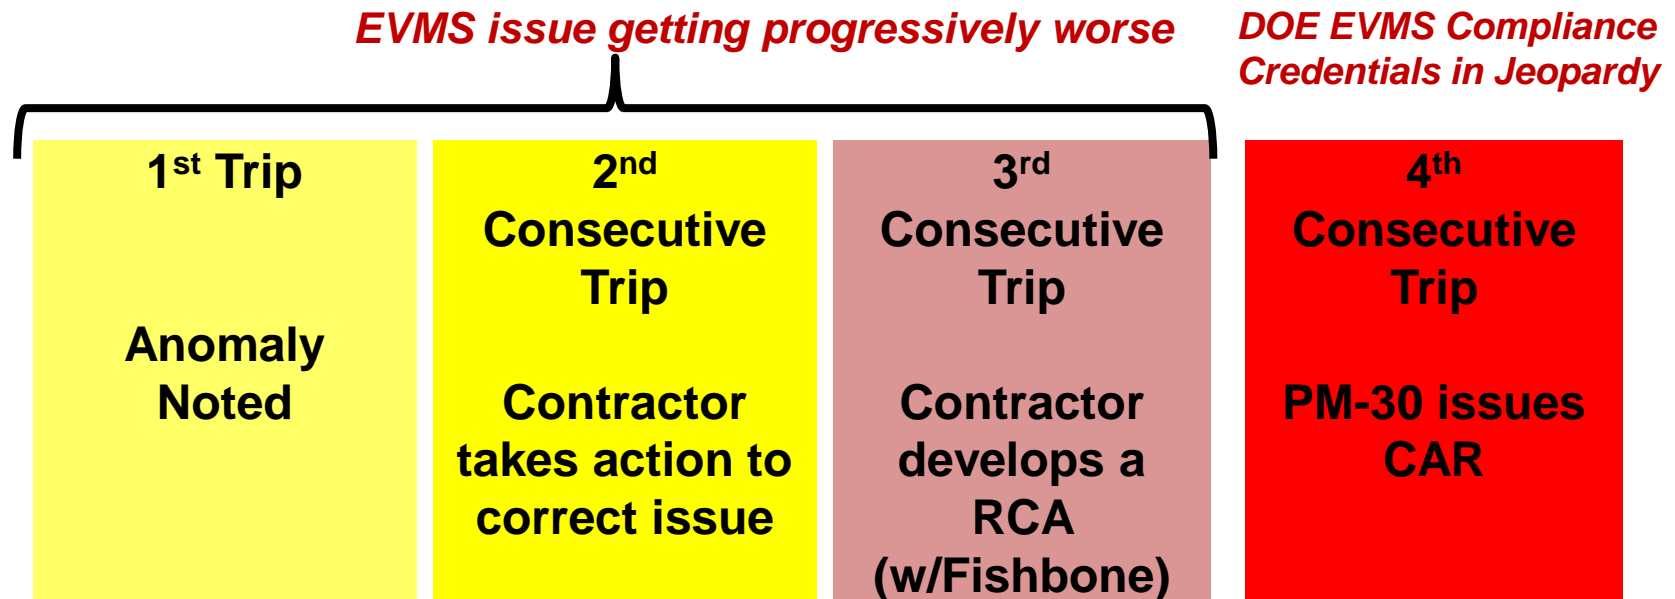 EVMS issue getting progressively worse
DOE EVMS Compliance
Credentials in Jeopardy
1st Trip
Anomaly
Noted
2nd
Consecutive
Trip
Contractor
takes action to
correct issue
3rd
Consecutive
Trip
Contractor
develops a
RCA
(w/Fishbone)
4th
Consecutive
Trip
PM-30 issues
CAR